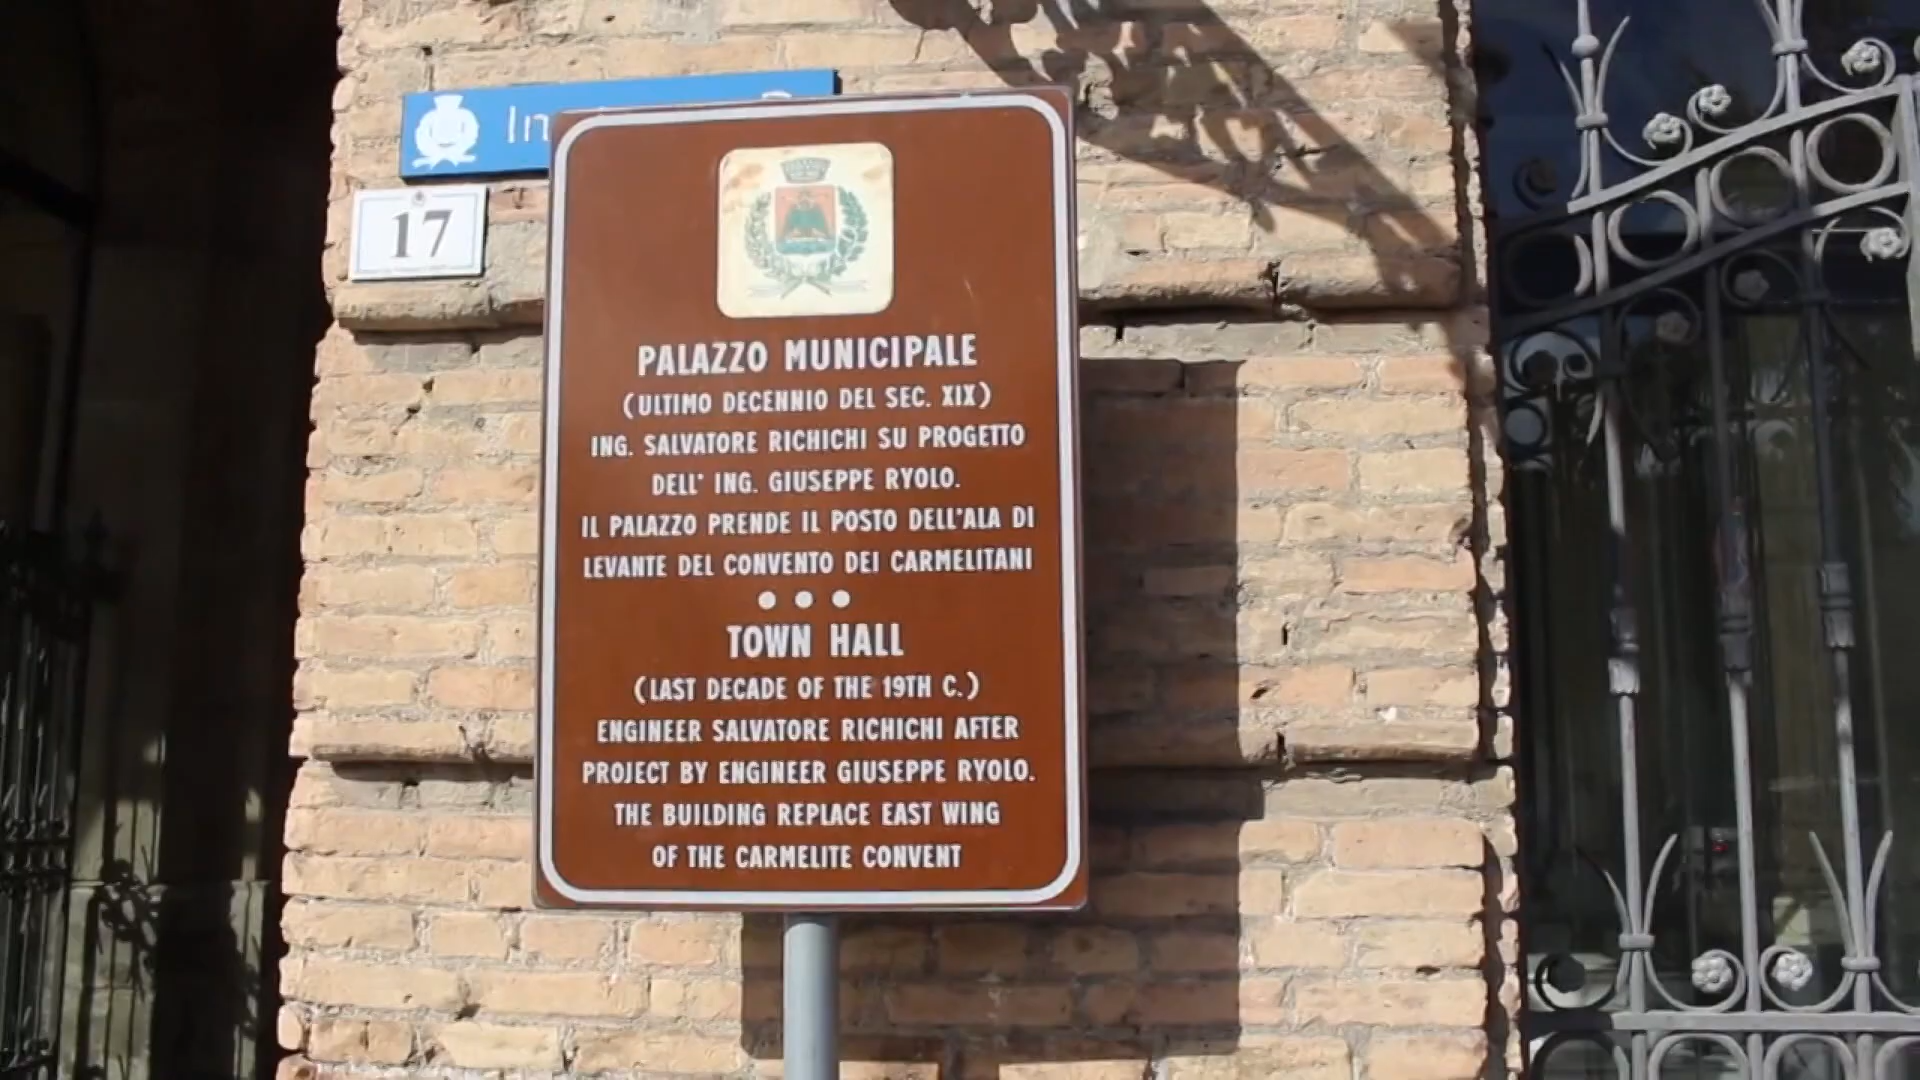 17
PALAZZO MUNICIPALE
(ULTIMO DECENNIO DEL SEC. XIX)
ING. SALVATORE RICHICHI SU PROGETTO
DELL' ING. GIUSEPPE RYOLO.
IL PALAZZO PRENDE IL POSTO DELL'ALA DI
LEVANTE DEL CONVENTO DEI CARMELITANI
TOWN HALL
(LAST DECADE OF THE 19TH C.)
ENGINEER SALVATORE RICHICHI AFTER
PROJECT BY ENGINEER GIUSEPPE RYOLO.
THE BUILDING REPLACE EAST WING
OF THE CARMELITE CONVENT